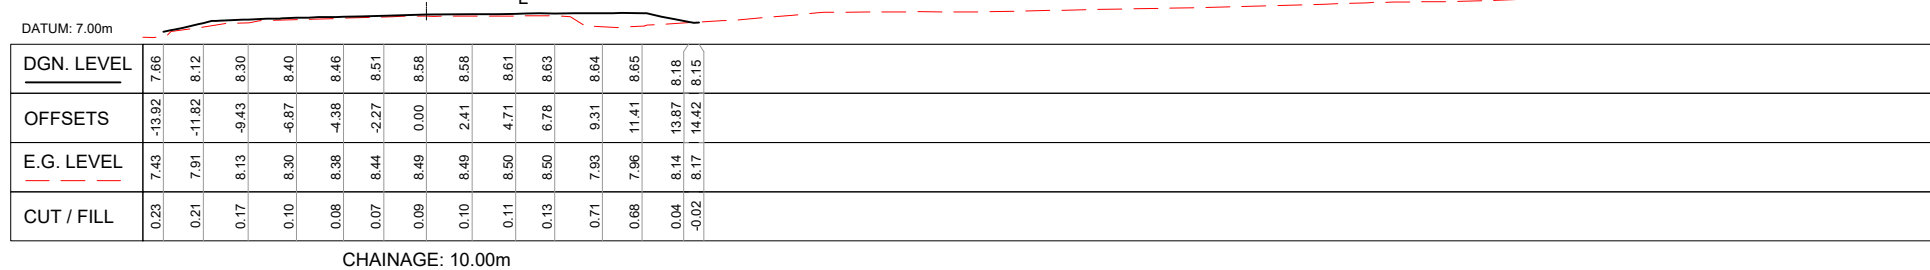 L
DATUM: 7.00m
DGN. LEVEL 7.66 8.12 8.30 8.40 8.46 8.51 8.58 8.58 8.61 8.63 8.64 8.65 8.18 8.15
OFFSETS -13.92 -11.82 -9.43 -6.87 -4.38 -2.27 0.00 2.41 4.71 6.78 9.31 11.41 13.87 14.42
E.G. LEVEL 7.43 7.91 8.13 8.30 8.38 8.44 8.49 8.49 8.50 8.50 7.93 7.96 8.14 8.17
CUT / FILL 0.23 0.21 0.17 0.10 0.08 0.07 0.09 0.10 0.11 0.13 0.71 0.68 0.04 -0.02
CHAINAGE: 10.00m